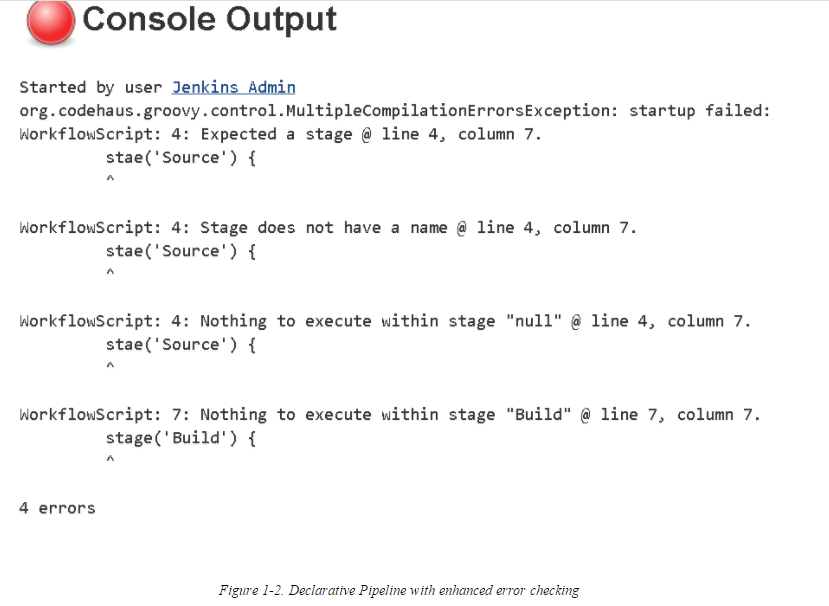 Console Output
Started by user Jenkins Admin
org.codehaus.groovy.control.MultipleCompilationErrorsException: startup failed:
WorkflowScript: 4: Expected a stage @ line 4, column 7.
stae('Source') {
^
WorkflowScript: 4: Stage does not have a name @ line 4, column 7.
stae('Source') {
^
WorkflowScript: 4: Nothing to execute within stage "null" @ line 4, column 7.
stae('Source') {
^
WorkflowScript: 7: Nothing to execute within stage "Build" @ line 7, column 7.
stage('Build') {
^
4 errors
Figure 1-2. Declarative Pipeline with enhanced error checking